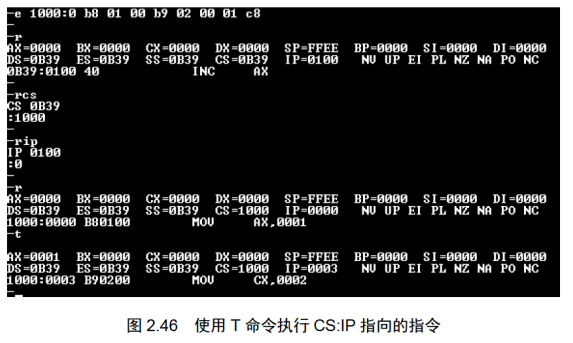 -e 1000:0 b8 01 00 b9 02 00 01 c8
-
-r
AX=0000 BX=0000 CX=0000 DX=0000 SP=FFEE BP=0000 SI=0000 DI=0000
DS=0B39 ES=0B39 SS=0B39 CS=0B39 IP=0100 NV UP EI PL NZ NA PO NC
0B39:0100 40 INC AX
-
-rcs
CS 0B39
:1000
-
-rip
IP 0100
:0
-
-r
AX=0000 BX=0000 CX=0000 DX=0000 SP=FFEE BP=0000 SI=0000 DI=0000
DS=0B39 ES=0B39 SS=0B39 CS=1000 IP=0000 NV UP EI PL NZ NA PO NC
1000:0000 B80100 MOV AX,0001
-t
AX=0001 BX=0000 CX=0000 DX=0000 SP=FFEE BP=0000 SI=0000 DI=0000
DS=0B39 ES=0B39 SS=0B39 CS=1000 IP=0003 NV UP EI PL NZ NA PO NC
1000:0003 B90200 MOV CX,0002
-
图 2.46 使用 T 命令执行 CS:IP 指向的指令